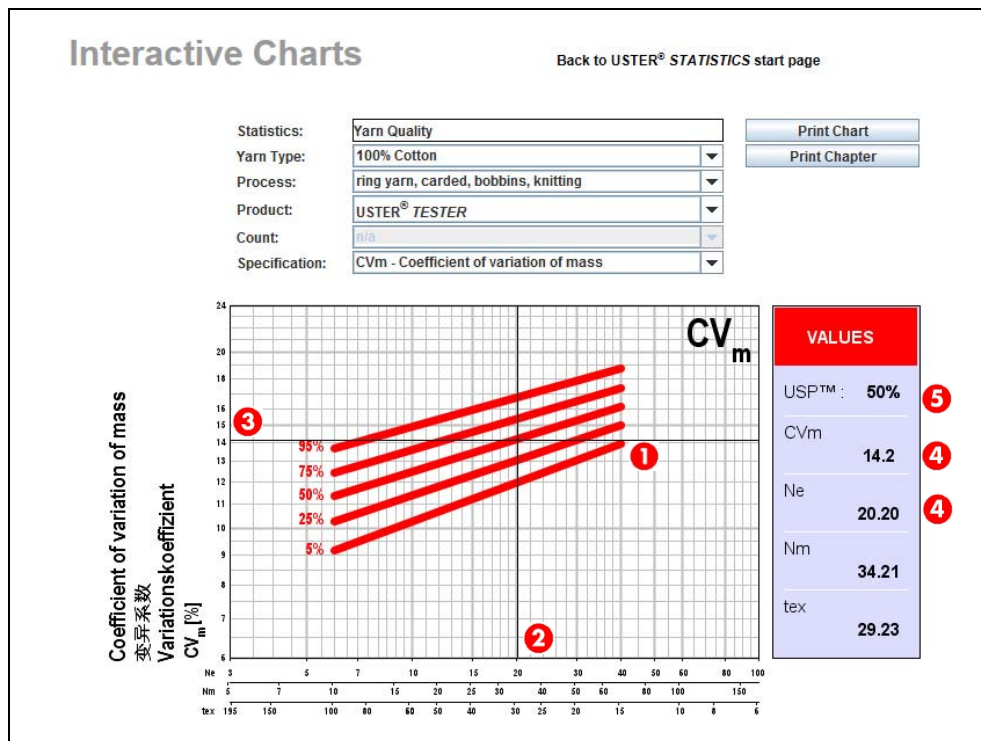 Interactive Charts
Back to USTER® STATISTICS start page
Statistics: Yarn Quality Print Chart
Yarn Type: 100% Cotton Print Chapter
Process: ring yarn, carded, bobbins, knitting
Product: USTER® TESTER
Count: n/a
Specification: CVm - Coefficient of variation of mass
Coefficient of variation of mass
变异系数
Variationskoeffizient
CVm [%]
24
20
18
16
15
14
13
12
11
10
9
8
7
6
CVm
95%
75%
50%
25%
5%
3
1
2
VALUES
USP™ : 50% 5
CVm
14.2 4
Ne
20.20 4
Nm
34.21
tex
29.23
Ne 3 5 7 10 15 20 30 40 50 60 80 100
Nm 5 7 10 15 20 25 30 40 50 60 80 100 150
tex 195 150 100 80 60 50 40 30 25 20 15 10 8 6